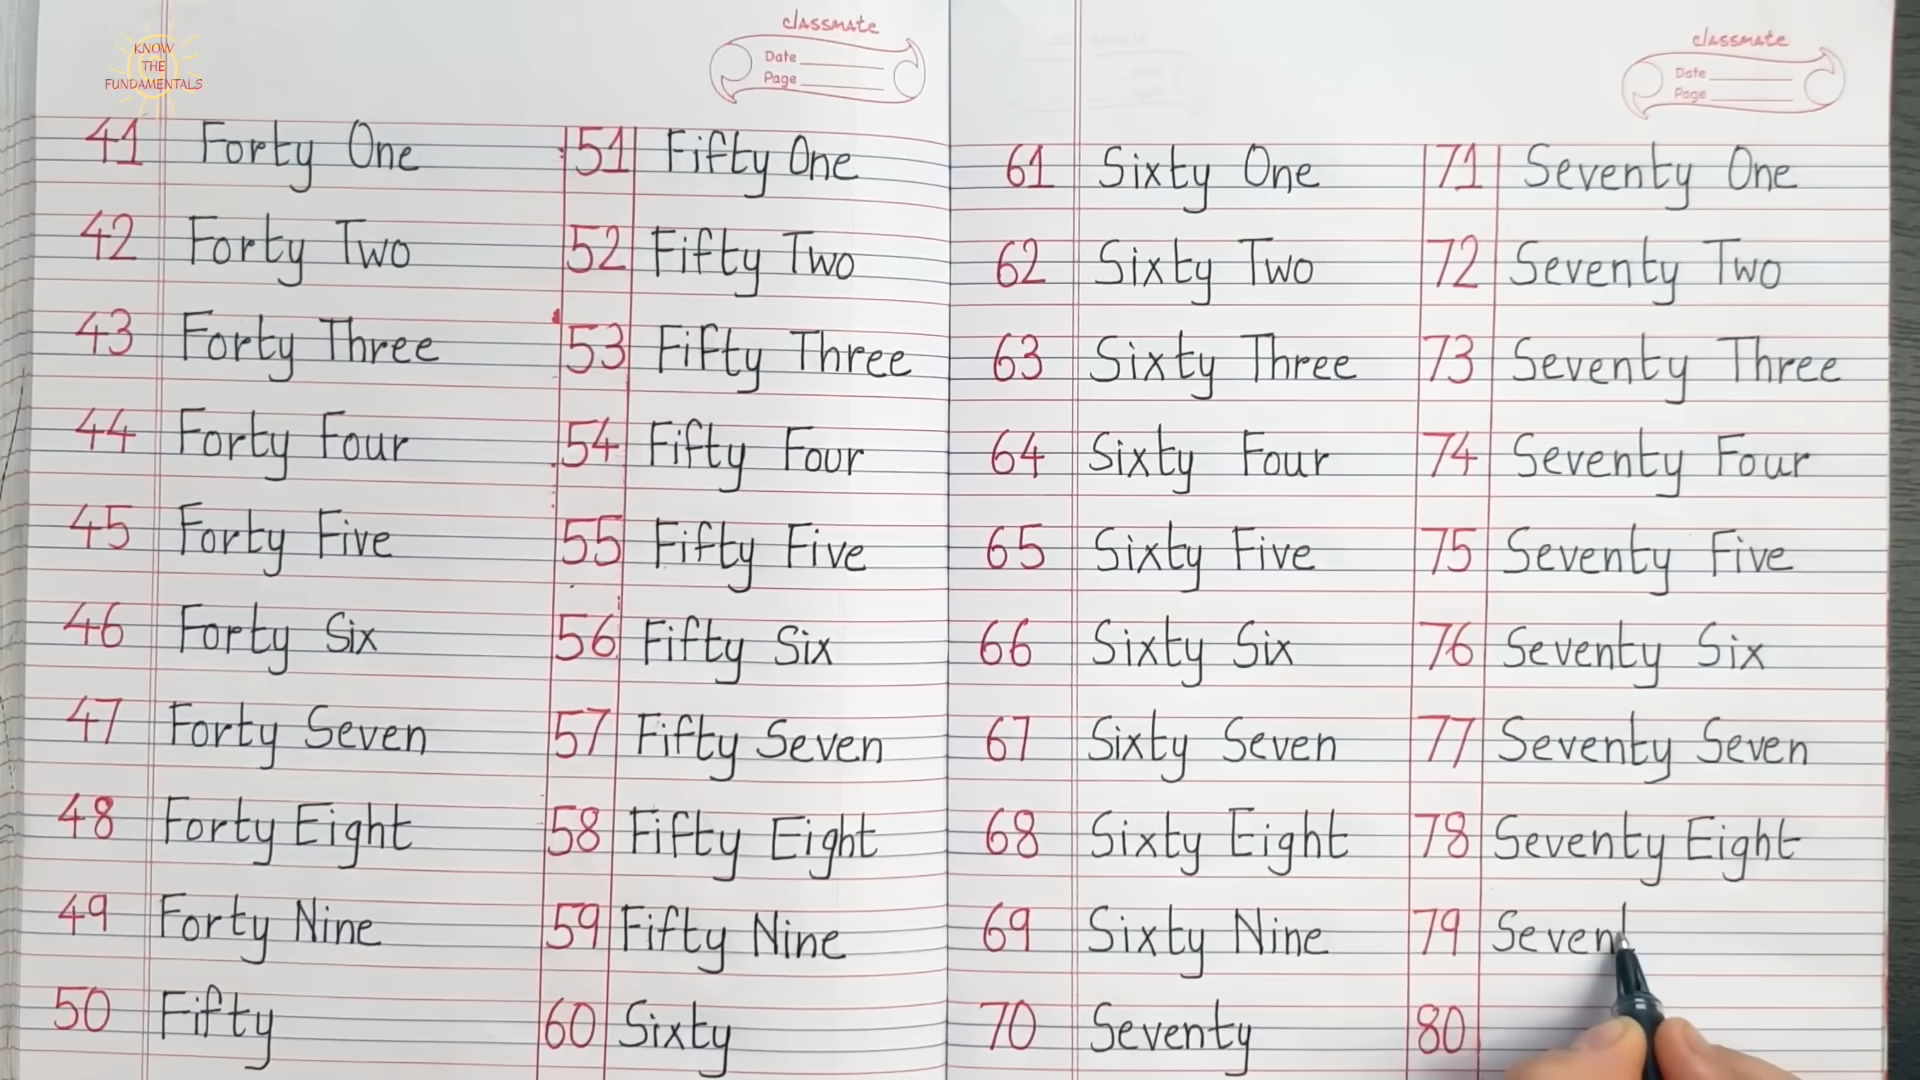 KNOW
THE
FUNDAMENTALS
classmate
Date
Page
41 Forty One
42 Forty Two
43 Forty Three
44 Forty Four
45 Forty Five
46 Forty Six
47 Forty Seven
48 Forty Eight
49 Forty Nine
50 Fifty
51 Fifty One
52 Fifty Two
53 Fifty Three
54 Fifty Four
55 Fifty Five
56 Fifty Six
57 Fifty Seven
58 Fifty Eight
59 Fifty Nine
60 Sixty
classmate
Date
Page
61 Sixty One
62 Sixty Two
63 Sixty Three
64 Sixty Four
65 Sixty Five
66 Sixty Six
67 Sixty Seven
68 Sixty Eight
69 Sixty Nine
70 Seventy
71 Seventy One
72 Seventy Two
73 Seventy Three
74 Seventy Four
75 Seventy Five
76 Seventy Six
77 Seventy Seven
78 Seventy Eight
79 Sevent
80